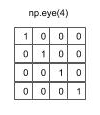 np.eye(4)
1 0 0 0
0 1 0 0
0 0 1 0
0 0 0 1